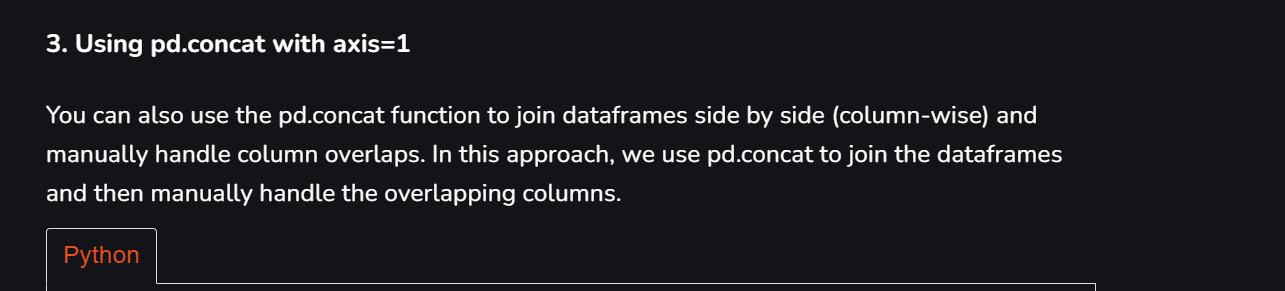 3. Using pd.concat with axis=1
You can also use the pd.concat function to join dataframes side by side (column-wise) and
manually handle column overlaps. In this approach, we use pd.concat to join the dataframes
and then manually handle the overlapping columns.
Python